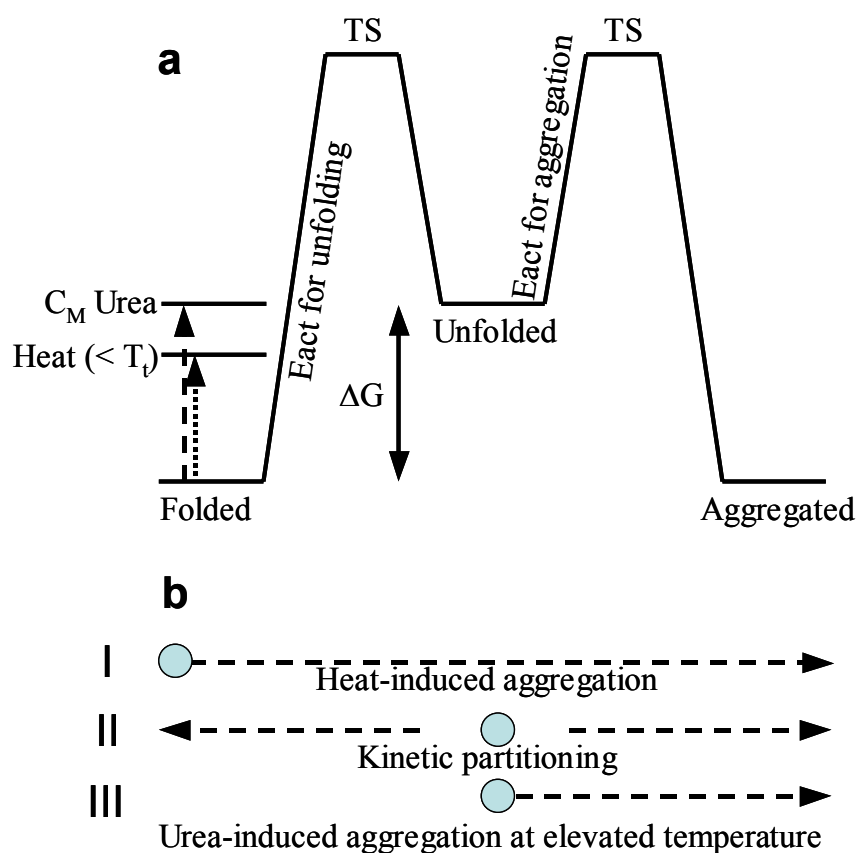 a
TS
TS
Eact for unfolding
Eact for aggregation
C_M Urea
Unfolded
Heat (< T_t)
ΔG
Folded
Aggregated
b
I
Heat-induced aggregation
II
Kinetic partitioning
III
Urea-induced aggregation at elevated temperature